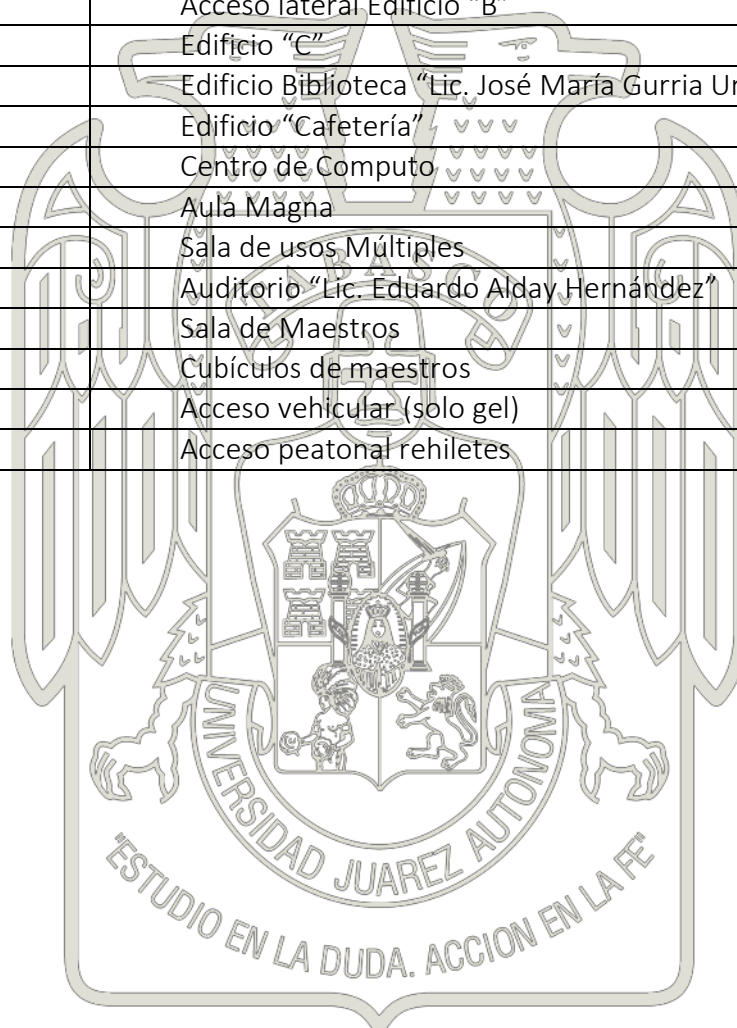 Acceso lateral Edificio "B"
Edificio "C"
Edificio Biblioteca "Lic. José María Gurria
Edificio "Cafetería"
Centro de Computo
Aula Magna
Sala de usos Múltiples
TABASCO
Auditorio "Lic. Eduardo Alday Hernández"
Sala de Maestros
Cubículos de maestros
Acceso vehicular (solo gel)
Acceso peatonal rehiletes
UNIVERSIDAD JUAREZ AUTONOMA
"ESTUDIO EN LA DUDA. ACCION EN LA FE"